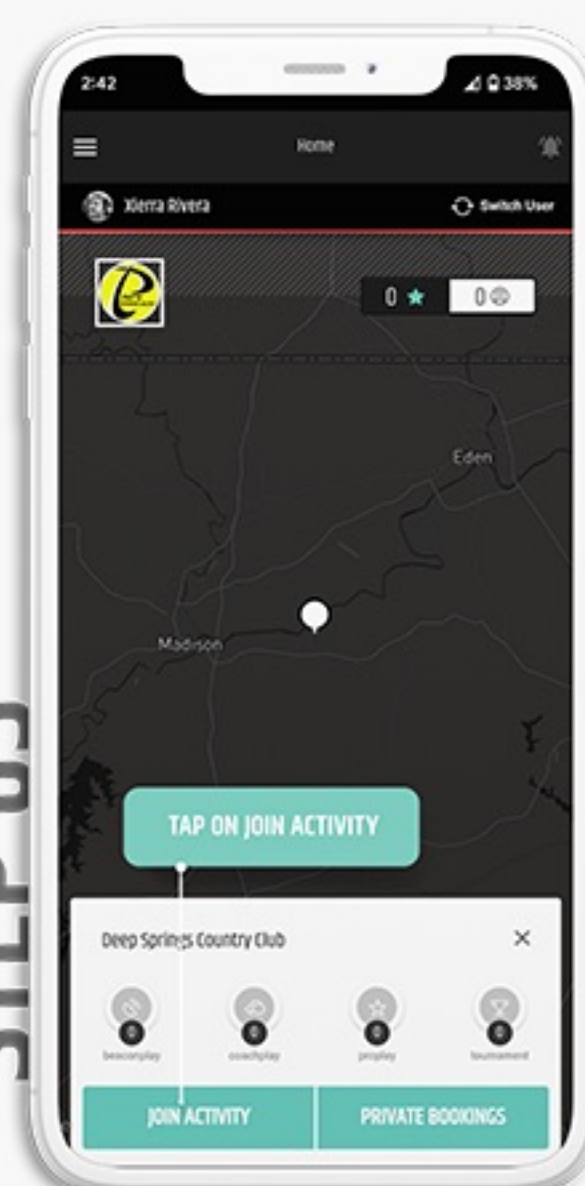 2:42
38%
Home
Xierra Rivera
Switch User
0
0
Eden
Madison
TAP ON JOIN ACTIVITY
Deep Springs Country Club
0
0
0
0
beaconplay
coachplay
proplay
tournament
JOIN ACTIVITY
PRIVATE BOOKINGS